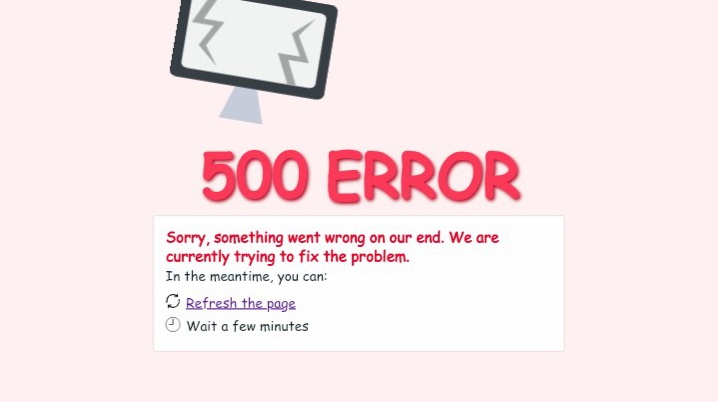 500 ERROR
Sorry, something went wrong on our end. We are
currently trying to fix the problem.
In the meantime, you can:
Refresh the page
Wait a few minutes